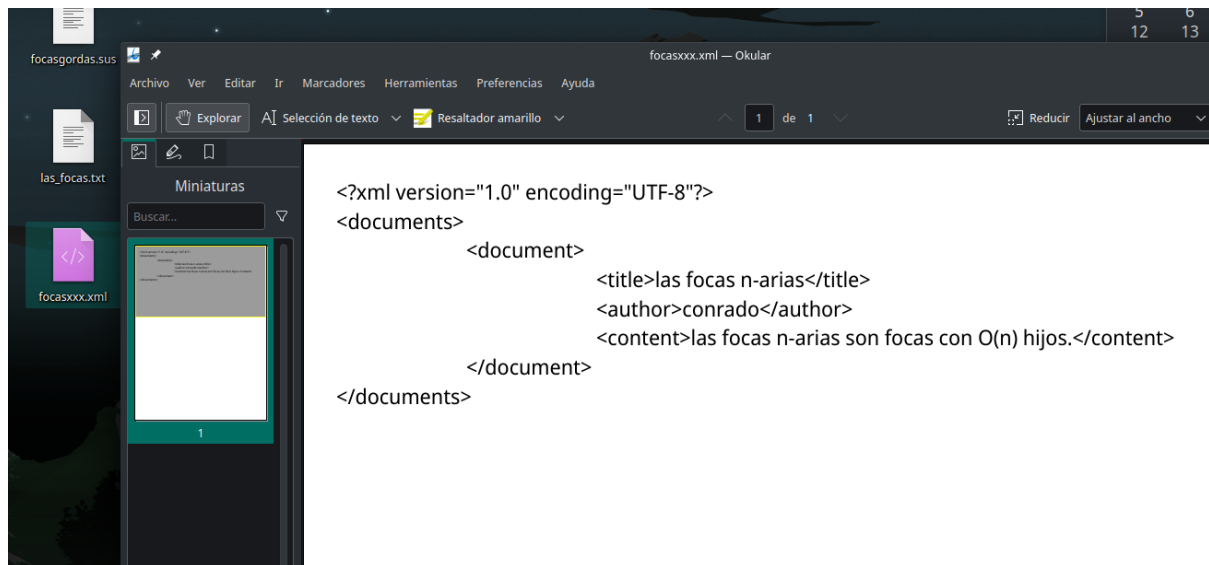 5 6
12 13
focasgordas.sus
focasxxx.xml — Okular
Archivo Ver Editar Ir Marcadores Herramientas Preferencias Ayuda
Explorar Selección de texto Resaltador amarillo 1 de 1 Reducir Ajustar al ancho
las_focas.txt
Miniaturas
Buscar...
focasxxx.xml
1
<?xml version="1.0" encoding="UTF-8"?>
<documents>
<document>
<title>las focas n-arias</title>
<author>conrado</author>
<content>las focas n-arias son focas con O(n) hijos.</content>
</document>
</documents>